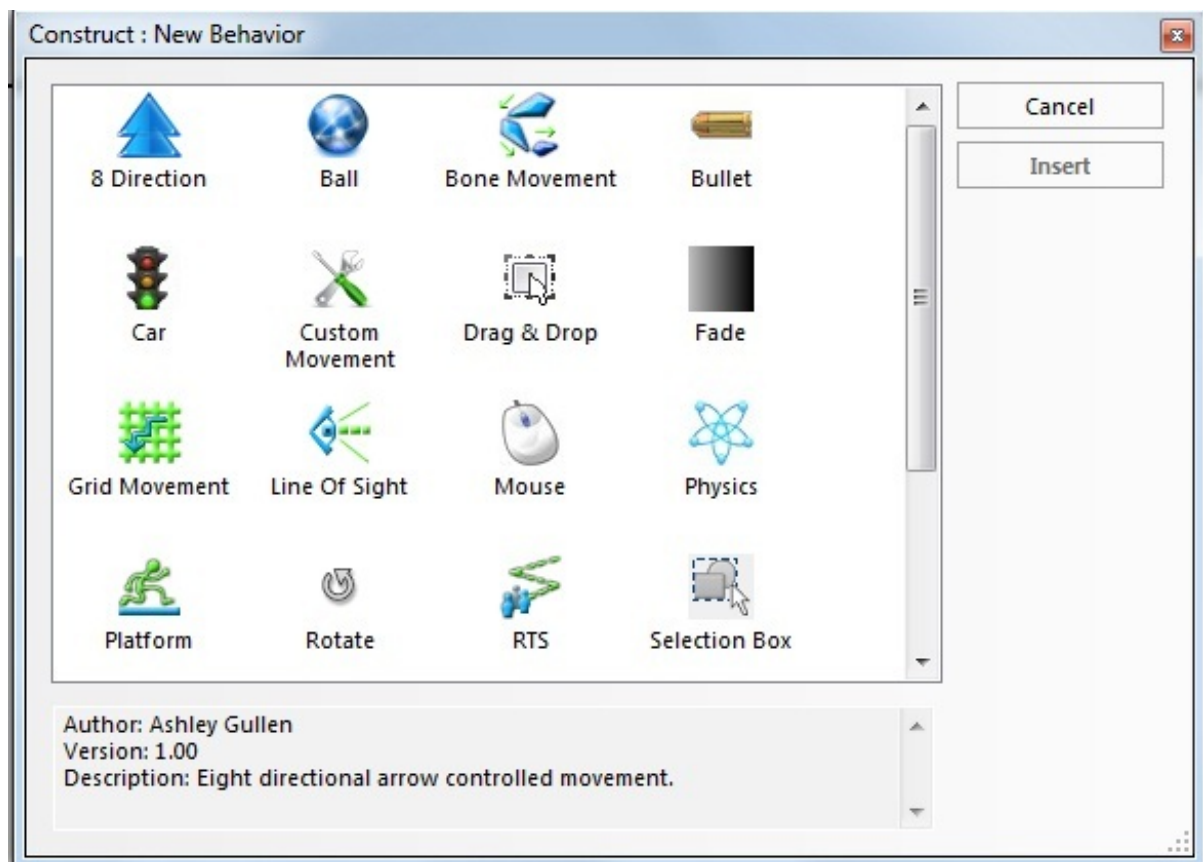 Construct : New Behavior
Cancel
Insert
8 Direction
Ball
Bone Movement
Bullet
Car
Custom
Movement
Drag & Drop
Fade
Grid Movement
Line Of Sight
Mouse
Physics
Platform
Rotate
RTS
Selection Box
Author: Ashley Gullen
Version: 1.00
Description: Eight directional arrow controlled movement.